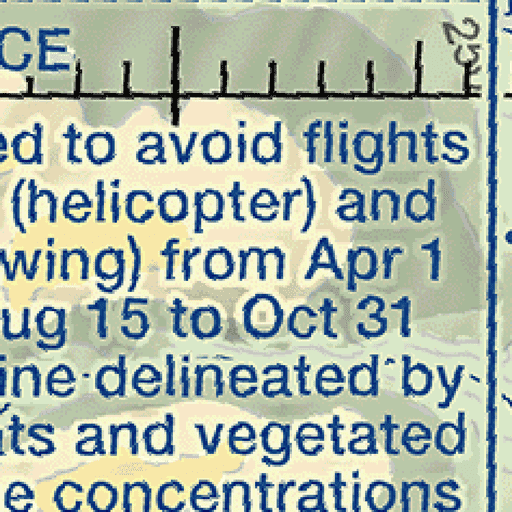 CE
25
ed to avoid flights
(helicopter) and
wing) from Apr 1
ug 15 to Oct 31
ine delineated by
ts and vegetated
e concentrations